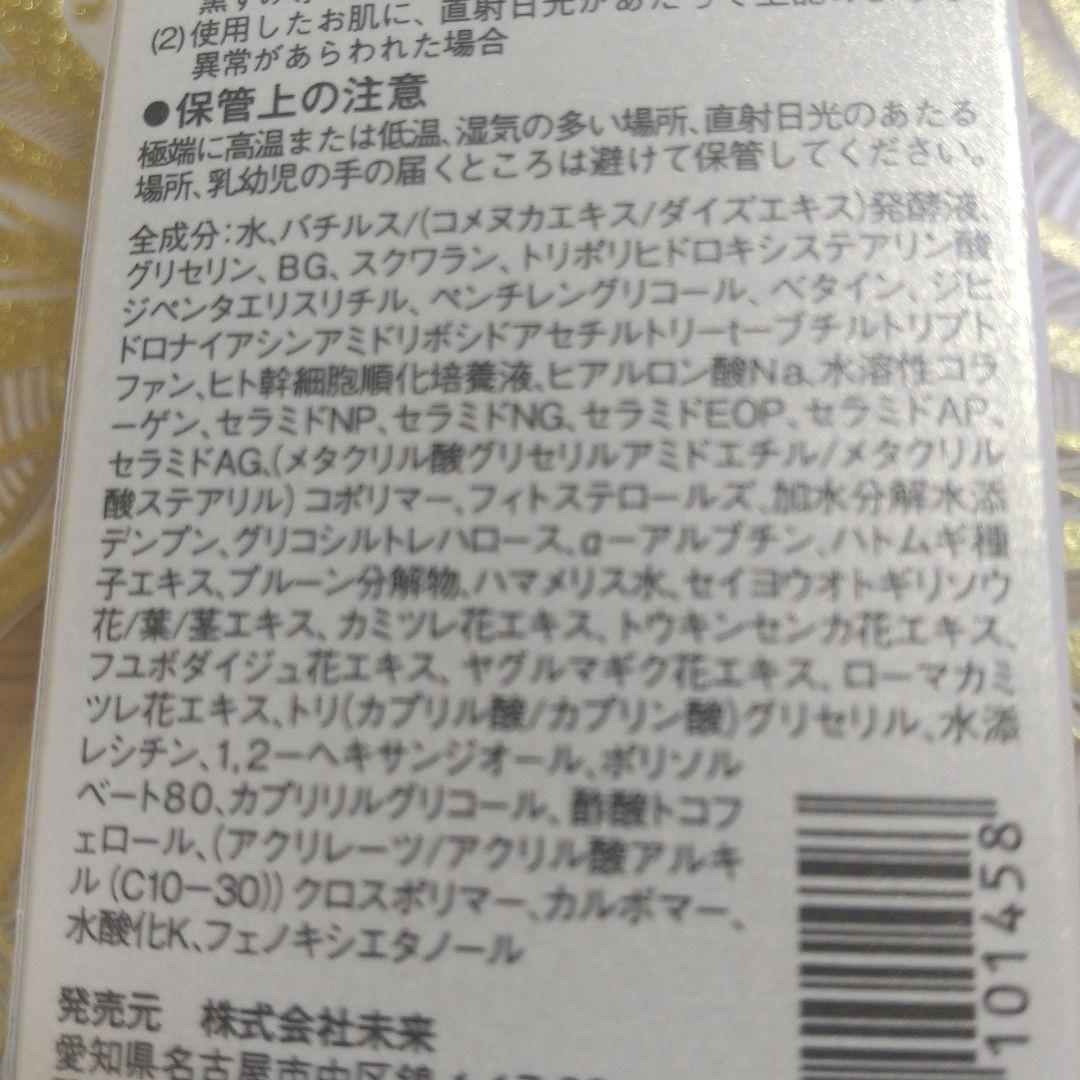 (2)使用したお肌に、直射日光があたって上記のような
異常があらわれた場合
●保管上の注意
極端に高温または低温、湿気の多い場所、直射日光のあたる
場所、乳幼児の手の届くところは避けて保管してください。
全成分:水、バチルス/(コメヌカエキス/ダイズエキス)発酵液、
グリセリン、BG、スクワラン、トリポリヒドロキシステアリン酸
ジペンタエリスリチル、ペンチレングリコール、ベタイン、ジヒ
ドロナイアシンアミドリボシドアセチルトリーtーブチルトリプト
ファン、ヒト幹細胞順化培養液、ヒアルロン酸Na、水溶性コラ
ーゲン、セラミドNP、セラミドNG、セラミドEOP、セラミドAP、
セラミドAG、(メタクリル酸グリセリルアミドエチル/メタクリル
酸ステアリル)コポリマー、フィトステロールズ、加水分解水添
デンプン、グリコシルトレハロース、αーアルブチン、ハトムギ種
子エキス、プルーン分解物、ハマメリス水、セイヨウオトギリソウ
花/葉/茎エキス、カミツレ花エキス、トウキンセンカ花エキス、
フユボダイジュ花エキス、ヤグルマギク花エキス、ローマカミ
ツレ花エキス、トリ(カプリル酸/カプリン酸)グリセリル、水添
レシチン、1,2ーヘキサンジオール、ポリソル
ベート80、カプリリルグリコール、酢酸トコフ
ェロール、(アクリレーツ/アクリル酸アルキ
ル(C10ー30))クロスポリマー、カルボマー、
水酸化K、フェノキシエタノール
発売元 株式会社未来
愛知県名古屋市中区錦
101458